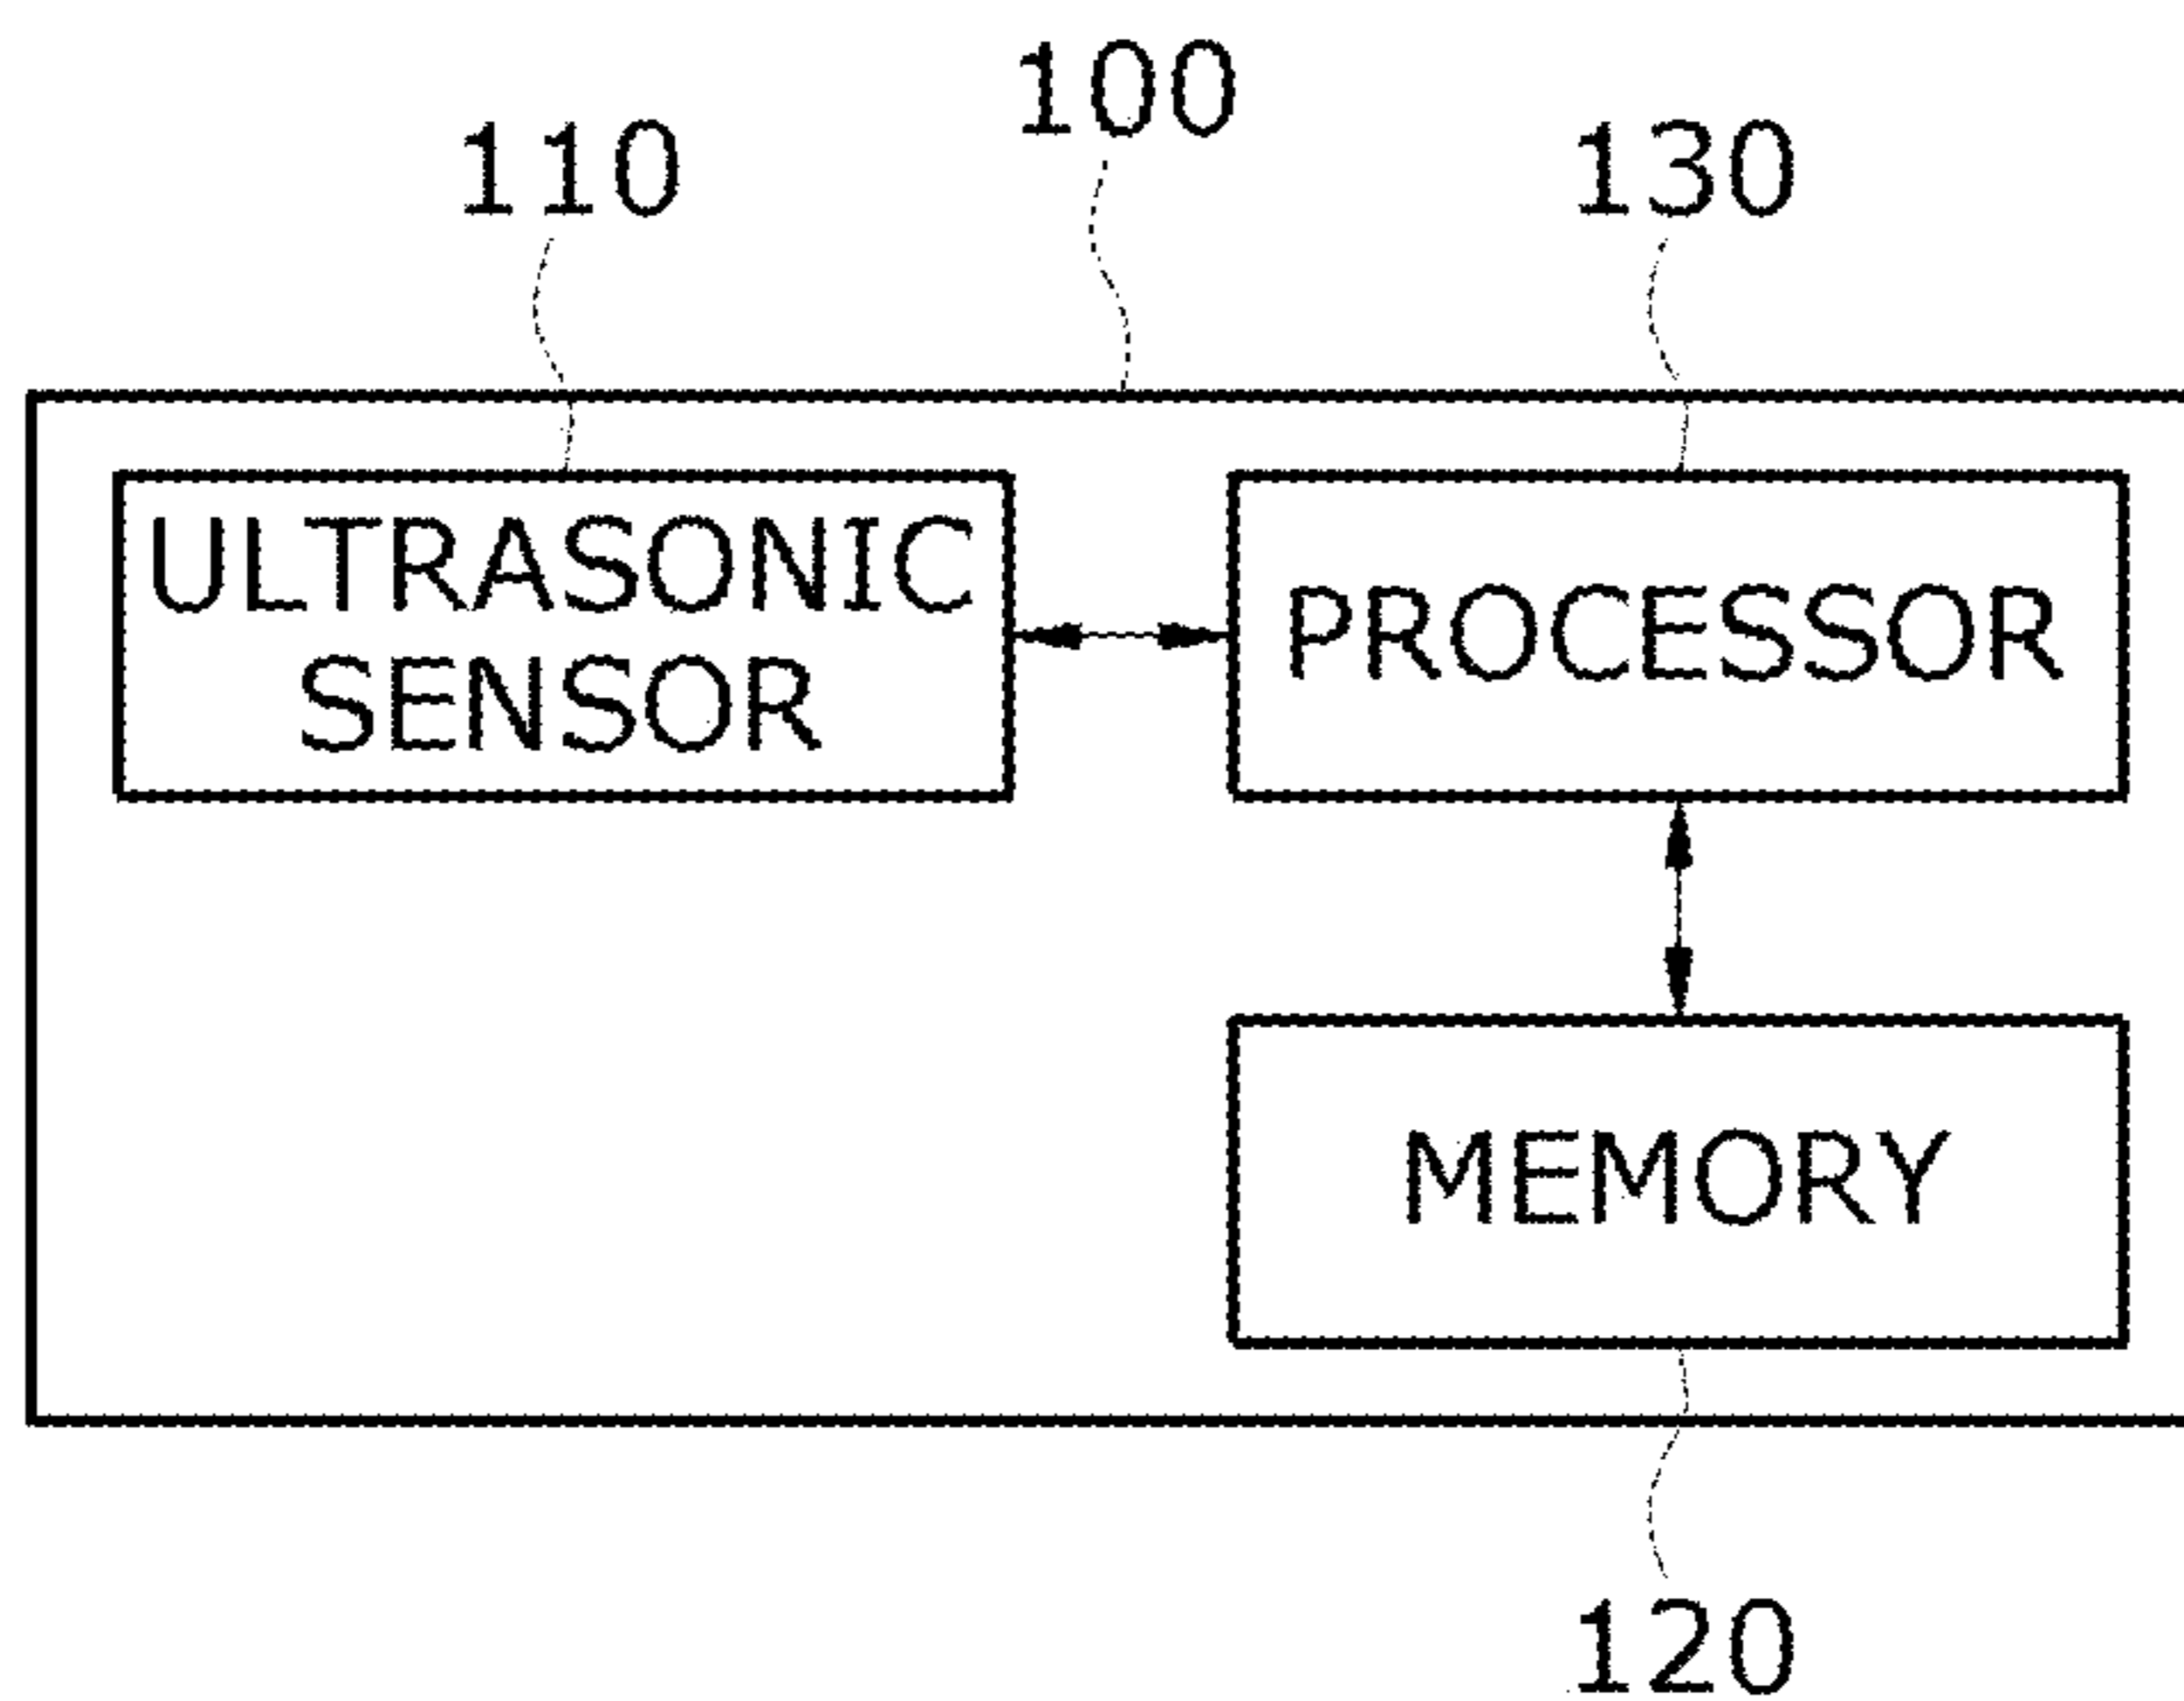 100
110
130
ULTRASONIC
SENSOR
PROCESSOR
MEMORY
120